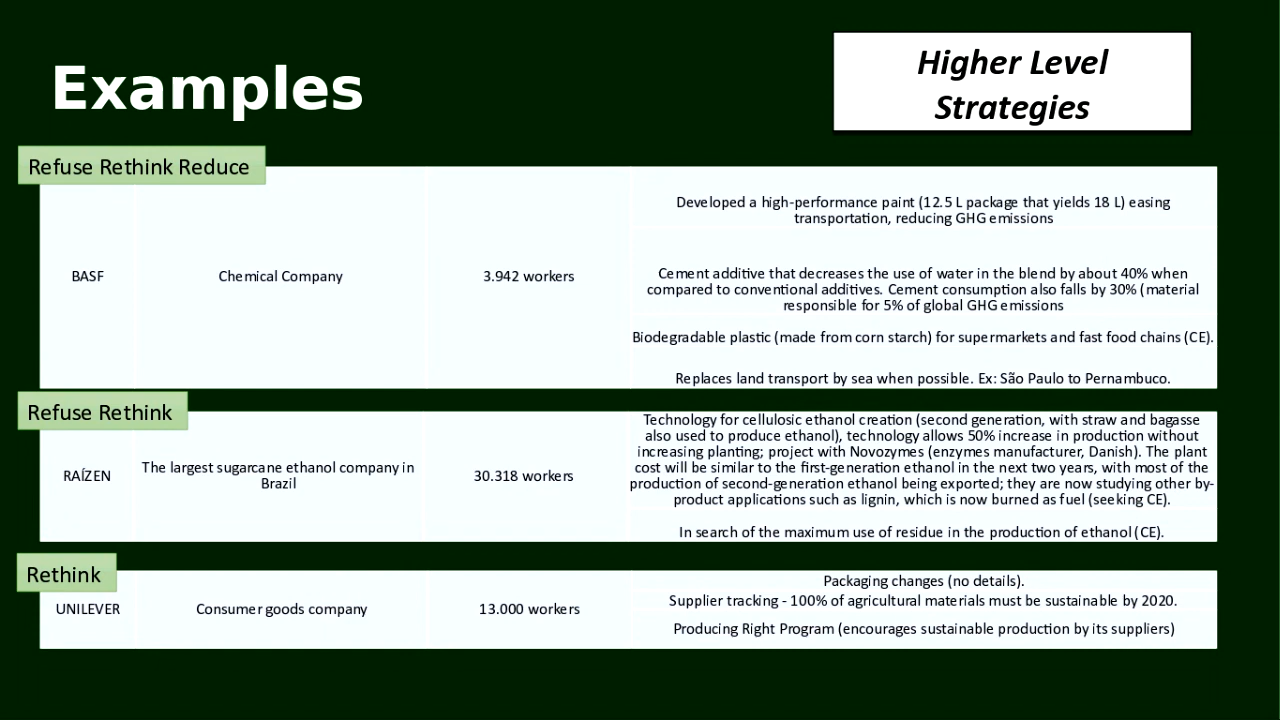 Examples
Higher Level
Strategies
Refuse Rethink Reduce
BASF
Chemical Company
3.942 workers
Developed a high-performance paint (12.5 L package that yields 18 L) easing
transportation, reducing GHG emissions
Cement additive that decreases the use of water in the blend by about 40% when
compared to conventional additives. Cement consumption also falls by 30% (material
responsible for 5% of global GHG emissions
Biodegradable plastic (made from corn starch) for supermarkets and fast food chains (CE).
Replaces land transport by sea when possible. Ex: São Paulo to Pernambuco.
Refuse Rethink
RAÍZEN
The largest sugarcane ethanol company in
Brazil
30.318 workers
Technology for cellulosic ethanol creation (second generation, with straw and bagasse
also used to produce ethanol), technology allows 50% increase in production without
increasing planting; project with Novozymes (enzymes manufacturer, Danish). The plant
cost will be similar to the first-generation ethanol in the next two years, with most of the
production of second-generation ethanol being exported; they are now studying other by-
product applications such as lignin, which is now burned as fuel (seeking CE).
In search of the maximum use of residue in the production of ethanol (CE).
Rethink
UNILEVER
Consumer goods company
13.000 workers
Packaging changes (no details).
Supplier tracking - 100% of agricultural materials must be sustainable by 2020.
Producing Right Program (encourages sustainable production by its suppliers)